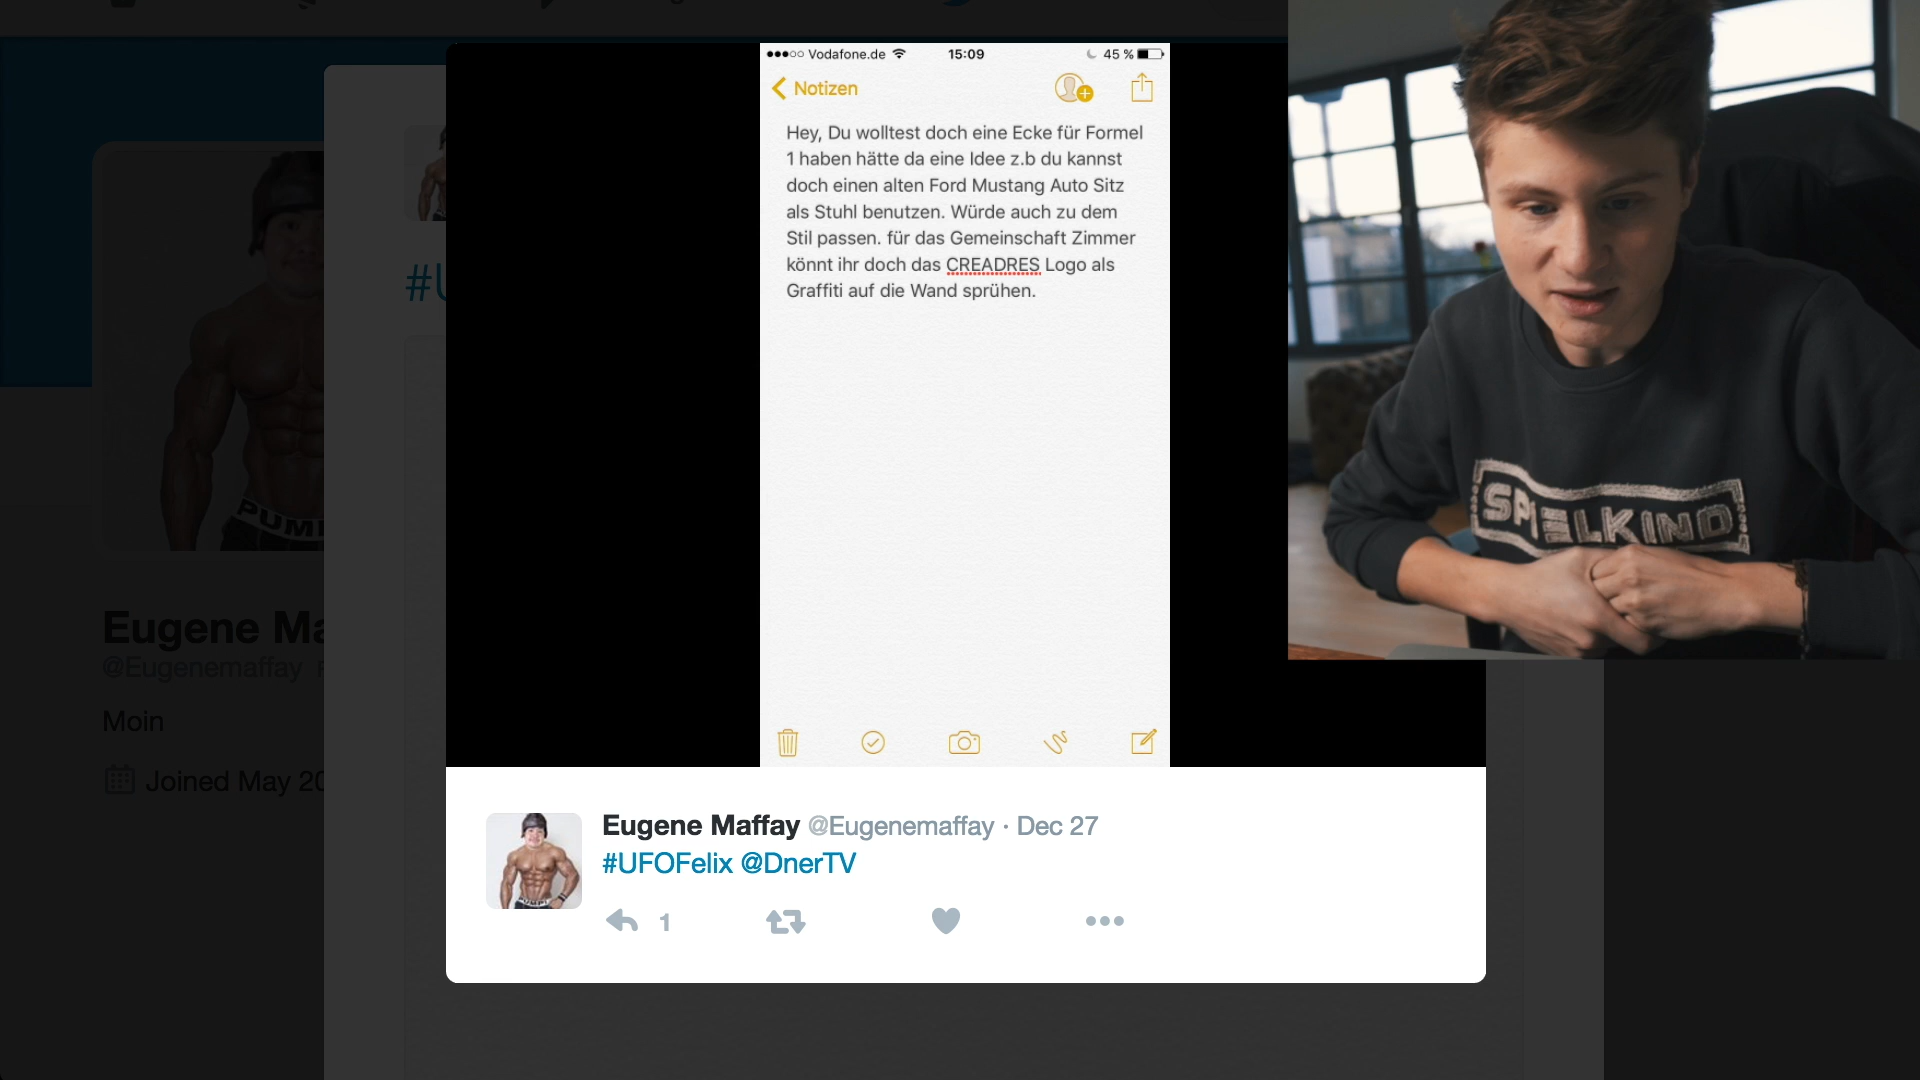 Vodafone.de
15:09
45 %
Notizen
Hey, Du wolltest doch eine Ecke für Formel
1 haben hätte da eine Idee z.b du kannst
doch einen alten Ford Mustang Auto Sitz
als Stuhl benutzen. Würde auch zu dem
Stil passen. für das Gemeinschaft Zimmer
könnt ihr doch das CREADRES Logo als
Graffiti auf die Wand sprühen.
SPIELKIND
#U
PUM
Eugene Ma
@Eugenemaffay
Moin
Joined May 20
Eugene Maffay @Eugenemaffay · Dec 27
#UFOFelix @DnerTV
1